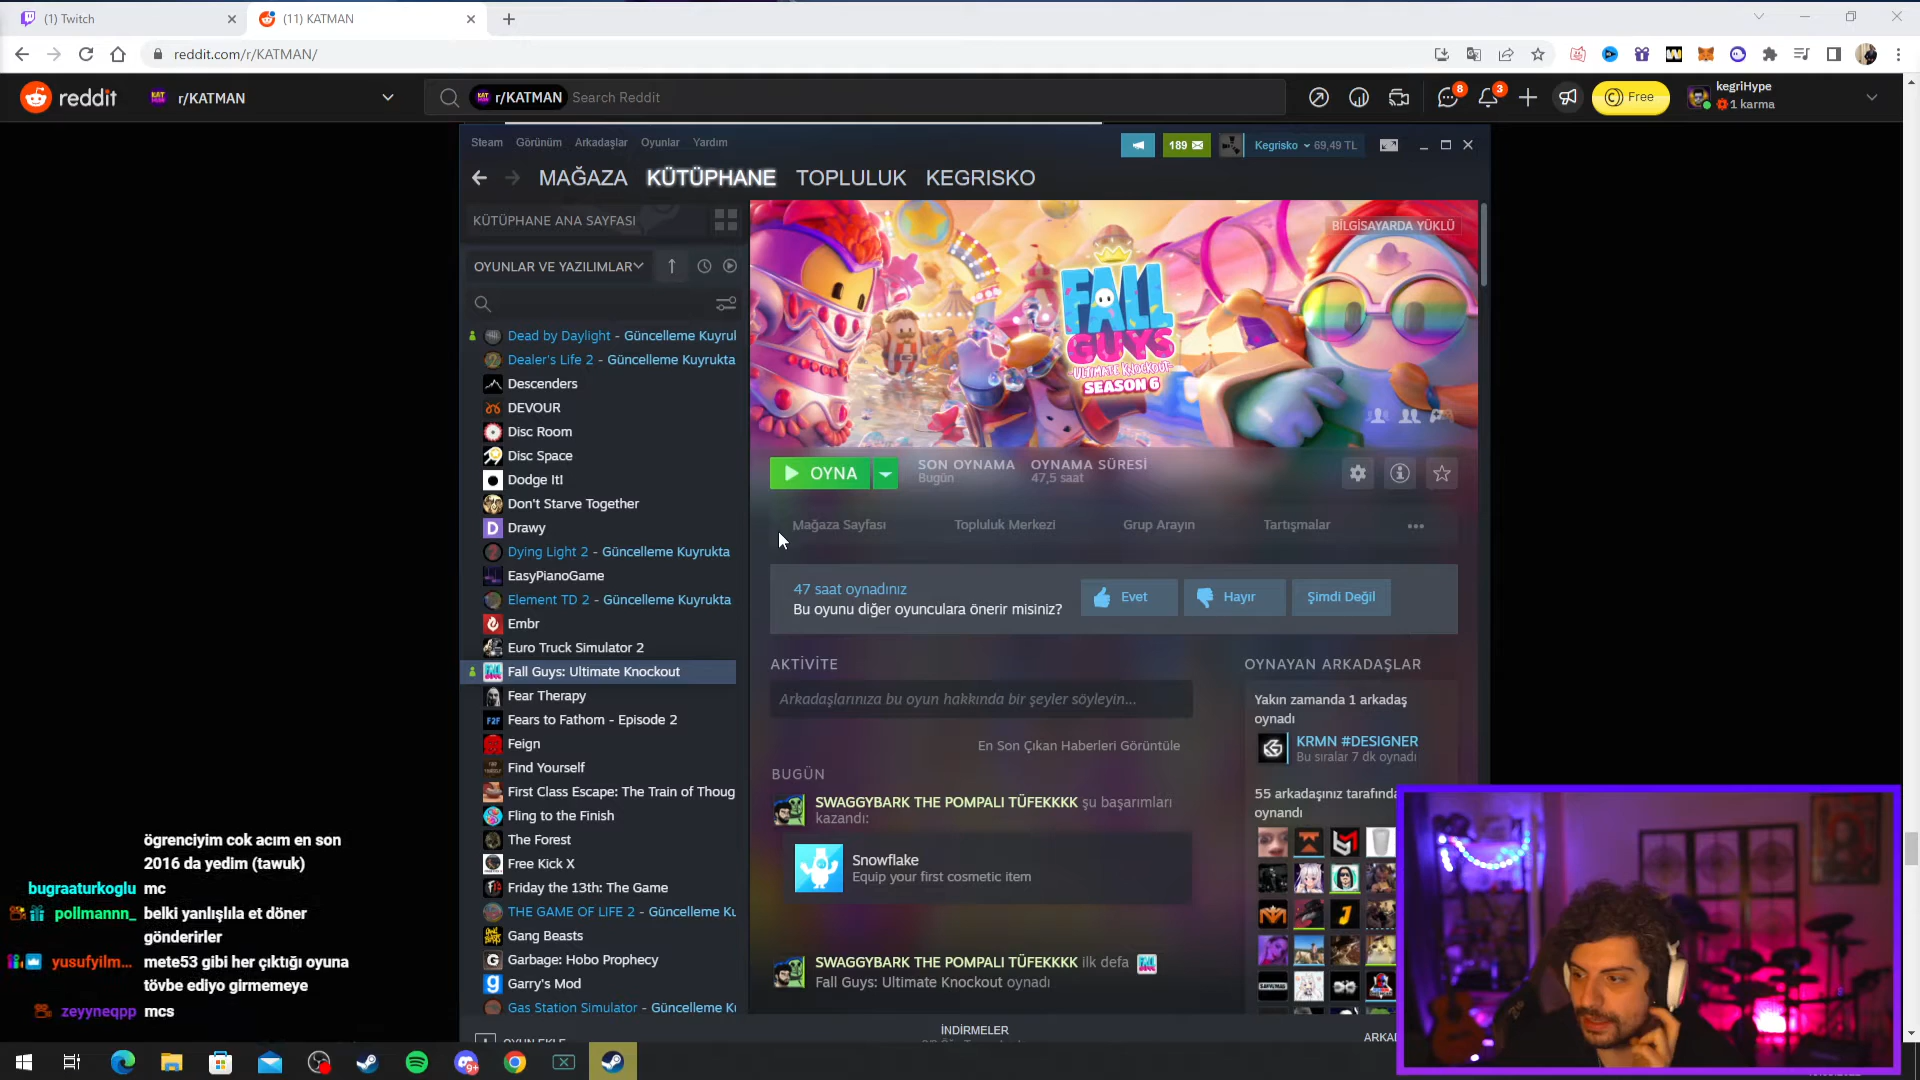 (1) Twitch
(11) KATMAN
reddit.com/r/KATMAN/
reddit
r/KATMAN
r/KATMAN
Search Reddit
8
3
Free
kegriHype
1 karma
Steam Görünüm Arkadaşlar Oyunlar Yardım
189
Kegrisko
69,49 TL
MAĞAZA KÜTÜPHANE TOPLULUK KEGRISKO
KÜTÜPHANE ANA SAYFASI
OYUNLAR VE YAZILIMLAR
Dead by Daylight - Güncelleme Kuyruk
Dealer's Life 2 - Güncelleme Kuyrukta
Descenders
DEVOUR
Disc Room
Disc Space
Dodge It!
Don't Starve Together
Drawy
Dying Light 2 - Güncelleme Kuyrukta
EasyPianoGame
Element TD 2 - Güncelleme Kuyrukta
Embr
Euro Truck Simulator 2
Fall Guys: Ultimate Knockout
Fear Therapy
Fears to Fathom - Episode 2
Feign
Find Yourself
First Class Escape: The Train of Thoug
Fling to the Finish
The Forest
Free Kick X
Friday the 13th: The Game
THE GAME OF LIFE 2 - Güncelleme Ku
Gang Beasts
Garbage: Hobo Prophecy
Garry's Mod
Gas Station Simulator - Güncelleme Ku
OYUN EKLE
BİLGİSAYARDA YÜKLÜ
FALL
GUYS
ULTIMATE KNOCKOUT
SEASON 6
OYNA
SON OYNAMA
Bugün
OYNAMA SÜRESİ
47,5 saat
Mağaza Sayfası
Topluluk Merkezi
Grup Arayın
Tartışmalar
47 saat oynadınız
Bu oyunu diğer oyunculara önerir misiniz?
Evet
Hayır
Şimdi Değil
AKTİVİTE
Arkadaşlarınıza bu oyun hakkında bir şeyler söyleyin...
En Son Çıkan Haberleri Görüntüle
BUGÜN
SWAGGYBARK THE POMPALI TÜFEKKKK şu başarımları
kazandı:
Snowflake
Equip your first cosmetic item
SWAGGYBARK THE POMPALI TÜFEKKKK ilk defa
Fall Guys: Ultimate Knockout oynadı
OYNAYAN ARKADAŞLAR
Yakın zamanda 1 arkadaş
oynadı
KRMN #DESIGNER
Bu sıralar 7 dk oynadı
55 arkadaşınız tarafında
oynandı
İNDİRMELER
ARKA
ögrenciyim cok acım en son
2016 da yedim (tawuk)
bugraaturkoglu mc
pollmannn_ belki yanlışlıla et döner
gönderirler
yusufyilm... mete53 gibi her çıktığı oyuna
tövbe ediyo girmemeye
zeyyneqpp mcs